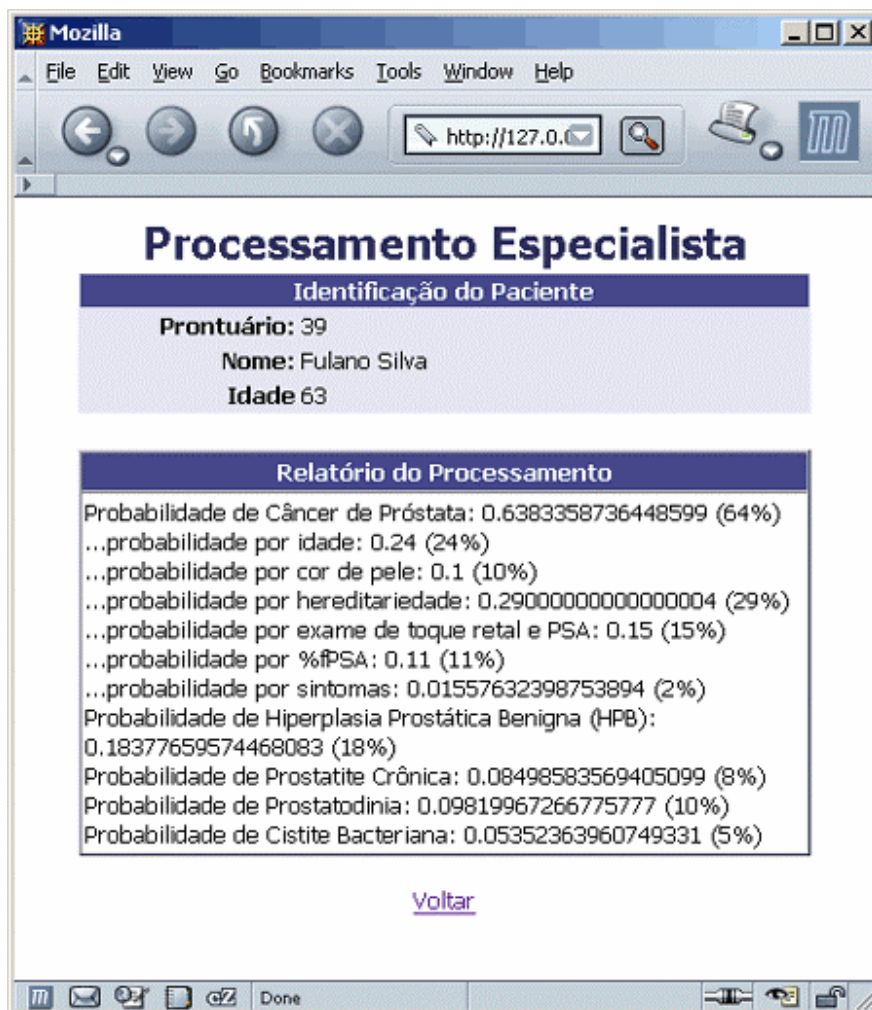 Mozilla
File Edit View Go Bookmarks Tools Window Help
http://127.0.0
Processamento Especialista
Identificação do Paciente
Prontuário: 39
Nome: Fulano Silva
Idade 63
Relatório do Processamento
Probabilidade de Câncer de Próstata: 0.6383358736448599 (64%)
...probabilidade por idade: 0.24 (24%)
...probabilidade por cor de pele: 0.1 (10%)
...probabilidade por hereditariedade: 0.29000000000000004 (29%)
...probabilidade por exame de toque retal e PSA: 0.15 (15%)
...probabilidade por %fPSA: 0.11 (11%)
...probabilidade por sintomas: 0.01557632398753894 (2%)
Probabilidade de Hiperplasia Prostática Benigna (HPB):
0.18377659574468083 (18%)
Probabilidade de Prostatite Crônica: 0.08498583569405099 (8%)
Probabilidade de Prostatodinia: 0.09819967266775777 (10%)
Probabilidade de Cistite Bacteriana: 0.05352363960749331 (5%)
Voltar
Done